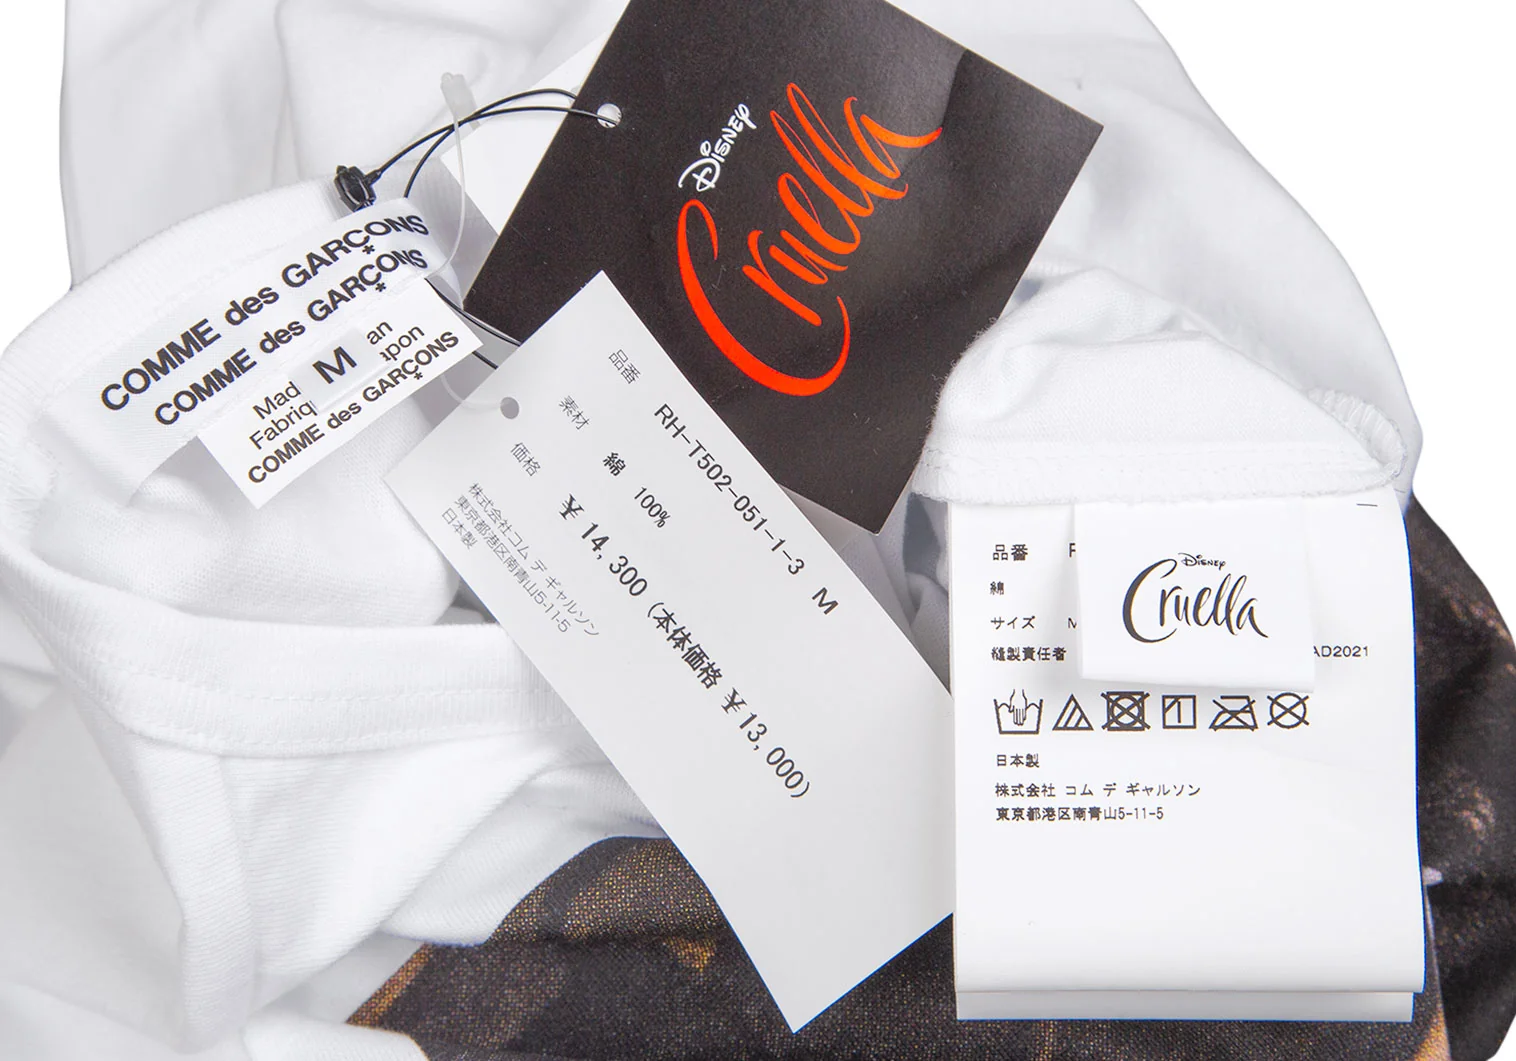 COMME des GARÇONS
COMME des GARÇONS
M
COMME des GARÇONS
Disney
Cruella
品番 RH-T502-051-1-3 M
素材 綿 100%
価格 ¥14,300 (本体価格 ¥13,000)
株式会社コム デ ギャルソン
東京都港区南青山5-11-5
日本製
Disney
Cruella
品番
綿
サイズ
縫製責任者 AD2021
日本製
株式会社 コム デ ギャルソン
東京都港区南青山5-11-5